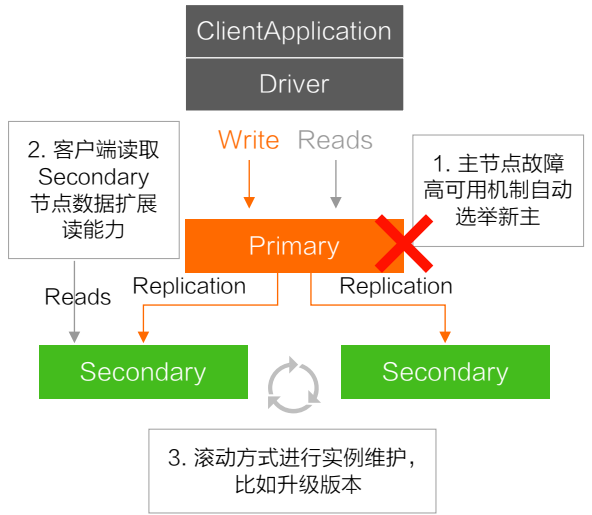 ClientApplication
Driver
Write Reads
2. 客户端读取
Secondary
节点数据扩展
读能力
1. 主节点故障
高可用机制自动
选举新主
Primary
Reads
Replication
Replication
Secondary
Secondary
3. 滚动方式进行实例维护，
比如升级版本